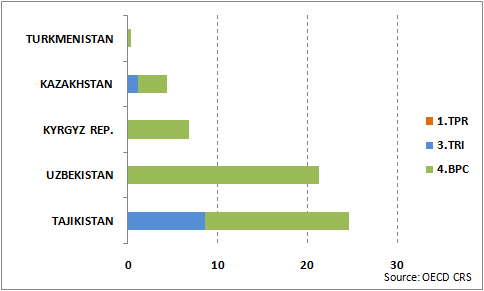 TURKMENISTAN
KAZAKHSTAN
KYRGYZ REP.
UZBEKISTAN
TAJIKISTAN
1.TPR
3.TRI
4.BPC
0 10 20 30
Source: OECD CRS